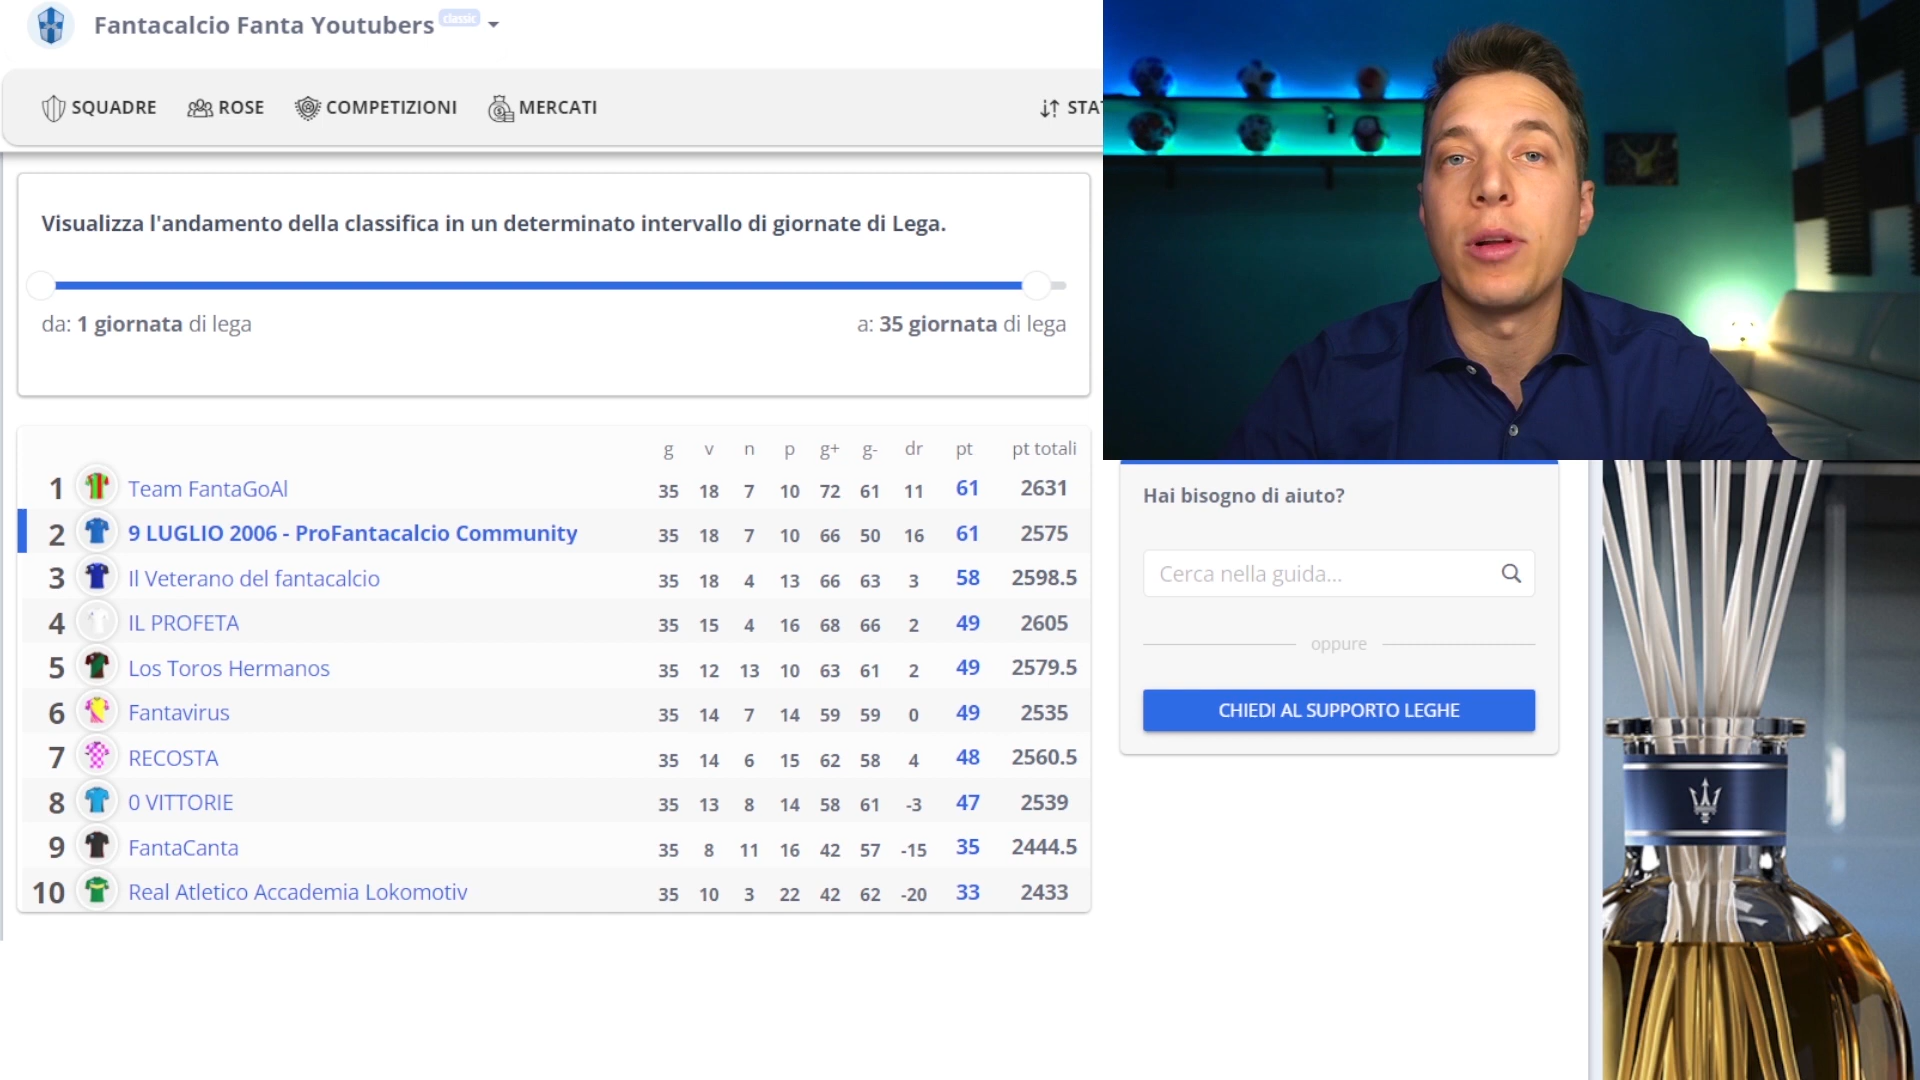 Fantacalcio Fanta Youtubers classic
SQUADRE ROSE COMPETIZIONI MERCATI
Visualizza l'andamento della classifica in un determinato intervallo di giornate di Lega.
da: 1 giornata di lega a: 35 giornata di lega
g v n p g+ g- dr pt pt totali
1 Team FantaGoAl 35 18 7 10 72 61 11 61 2631
2 9 LUGLIO 2006 - ProFantacalcio Community 35 18 7 10 66 50 16 61 2575
3 Il Veterano del fantacalcio 35 18 4 13 66 63 3 58 2598.5
4 IL PROFETA 35 15 4 16 68 66 2 49 2605
5 Los Toros Hermanos 35 12 13 10 63 61 2 49 2579.5
6 Fantavirus 35 14 7 14 59 59 0 49 2535
7 RECOSTA 35 14 6 15 62 58 4 48 2560.5
8 0 VITTORIE 35 13 8 14 58 61 -3 47 2539
9 FantaCanta 35 8 11 16 42 57 -15 35 2444.5
10 Real Atletico Accademia Lokomotiv 35 10 3 22 42 62 -20 33 2433
Hai bisogno di aiuto?
Cerca nella guida...
oppure
CHIEDI AL SUPPORTO LEGHE